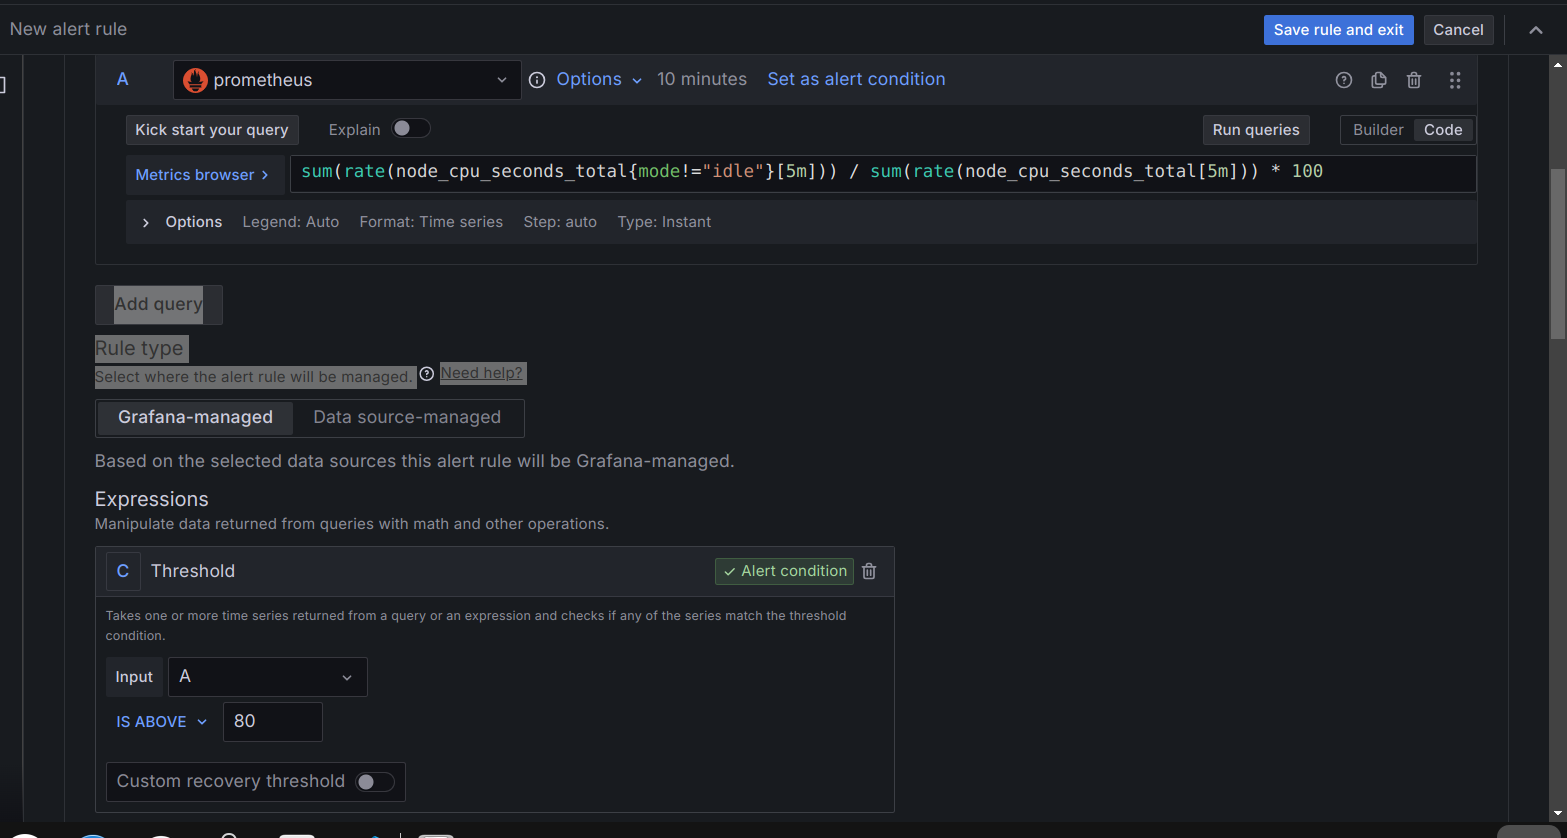 New alert rule Save rule and exit Cancel
A prometheus Options 10 minutes Set as alert condition
Kick start your query Explain Run queries Builder Code
Metrics browser > sum(rate(node_cpu_seconds_total{mode!="idle"}[5m])) / sum(rate(node_cpu_seconds_total[5m])) * 100
> Options Legend: Auto Format: Time series Step: auto Type: Instant
Add query
Rule type
Select where the alert rule will be managed. Need help?
Grafana-managed Data source-managed
Based on the selected data sources this alert rule will be Grafana-managed.
Expressions
Manipulate data returned from queries with math and other operations.
C Threshold Alert condition
Takes one or more time series returned from a query or an expression and checks if any of the series match the threshold
condition.
Input A
IS ABOVE 80
Custom recovery threshold